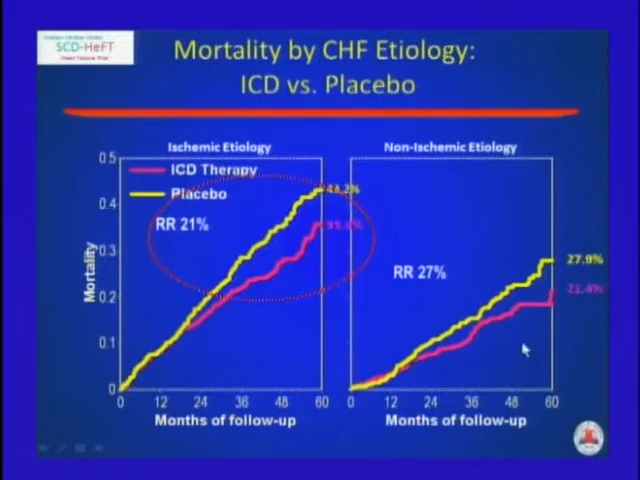 SCD-HeFT
Mortality by CHF Etiology:
ICD vs. Placebo
Ischemic Etiology
Non-Ischemic Etiology
ICD Therapy
Placebo
RR 21%
RR 27%
Mortality
0.5
0.4
0.3
0.2
0.1
0
43.2%
27.9%
21.4%
0 12 24 36 48 60
0 12 24 36 48 60
Months of follow-up
Months of follow-up